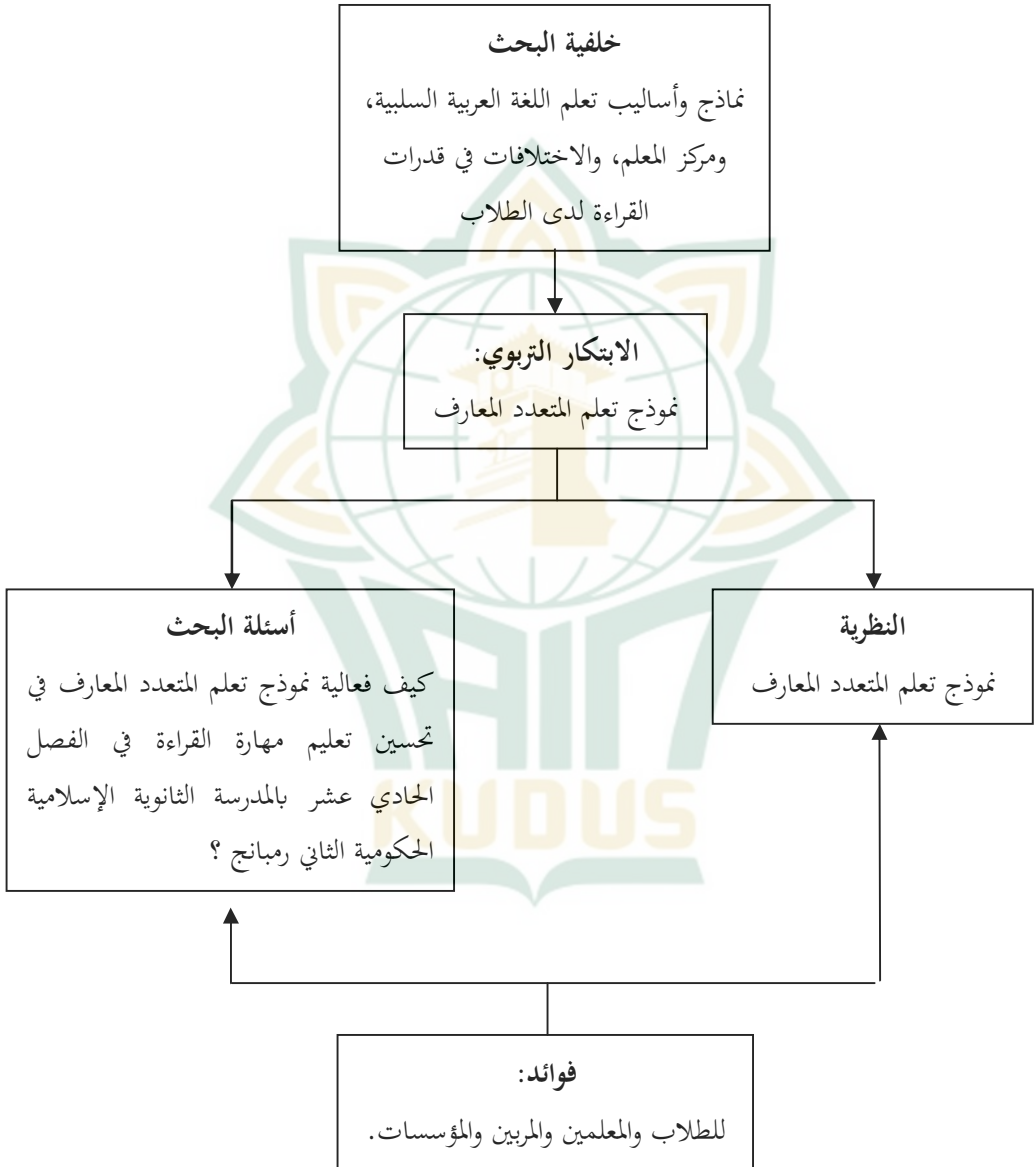 خلفية البحث
نماذج وأساليب تعلم اللغة العربية السلبية،
ومركز المعلم، والاختلافات في قدرات
القراءة لدى الطلاب
الابتكار التربوي:
نموذج تعلم المتعدد المعارف
أسئلة البحث
كيف فعالية نموذج تعلم المتعدد المعارف في
تحسين تعليم مهارة القراءة في الفصل
الحادي عشر بالمدرسة الثانوية الإسلامية
الحكومية الثاني رمبانج ؟
النظرية
نموذج تعلم المتعدد المعارف
IAIN
KUDUS
فوائد:
للطلاب والمعلمين والمربين والمؤسسات.